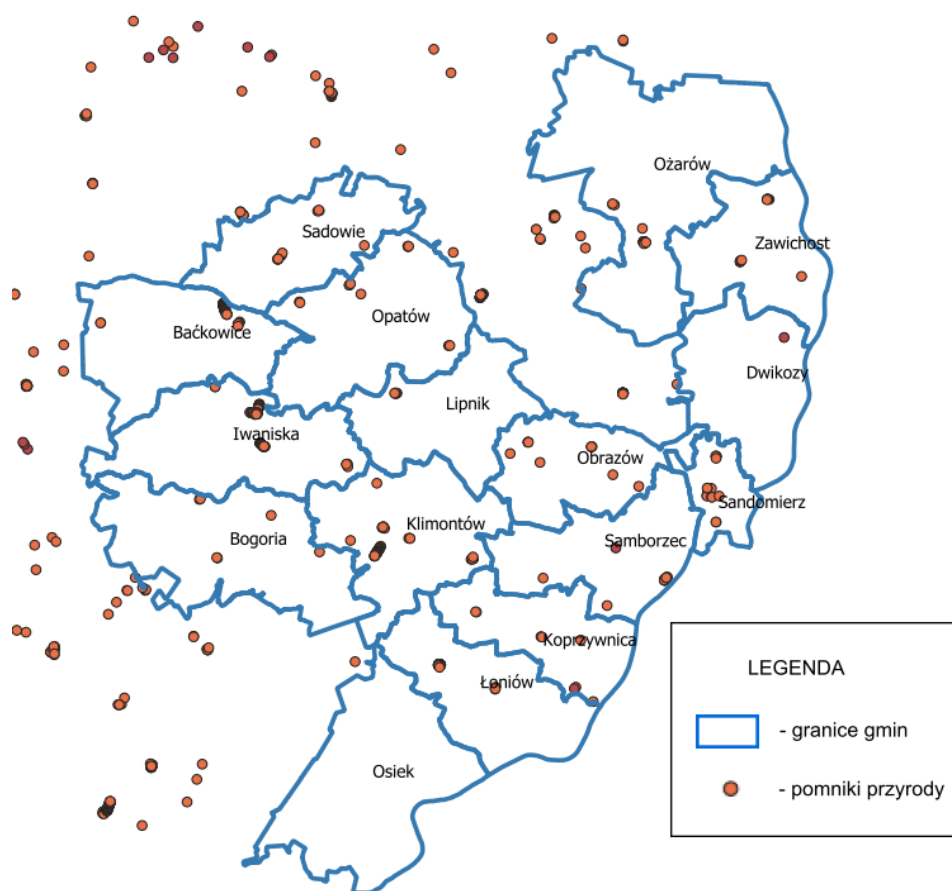 Ożarów
Sadowie
Zawichost
Opatów
Baćkowice
Dwikozy
Lipnik
Iwaniska
Obrazów
Sandomierz
Klimontów
Bogoria
Samborzec
Koprzywnica
Łoniów
Osiek
LEGENDA
- granice gmin
- pomniki przyrody